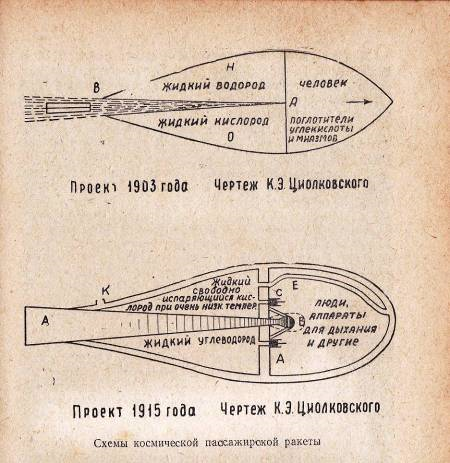 Н
В
ЖИДКИЙ ВОДОРОД
ЧЕЛОВЕК
А
ЖИДКИЙ КИСЛОРОД
О
ПОГЛОТИТЕЛИ
УГЛЕКИСЛОТЫ
И МИАЗМОВ
Проект 1903 года Чертеж К.Э. Циолковского
К
ЖИДКИЙ
СВОБОДНО
ИСПАРЯЮЩИЙСЯ КИС-
ЛОРОД ПРИ ОЧЕНЬ НИЗК ТЕМПЕР.
С
Е
А
В
ЛЮДИ,
АППАРАТЫ
ДЛЯ ДЫХАНИЯ
И ДРУГИЕ
ЖИДКИЙ УГЛЕВОДОРОД
А
Проект 1915 года Чертеж К.Э. Циолковского
Схемы космической пассажирской ракеты